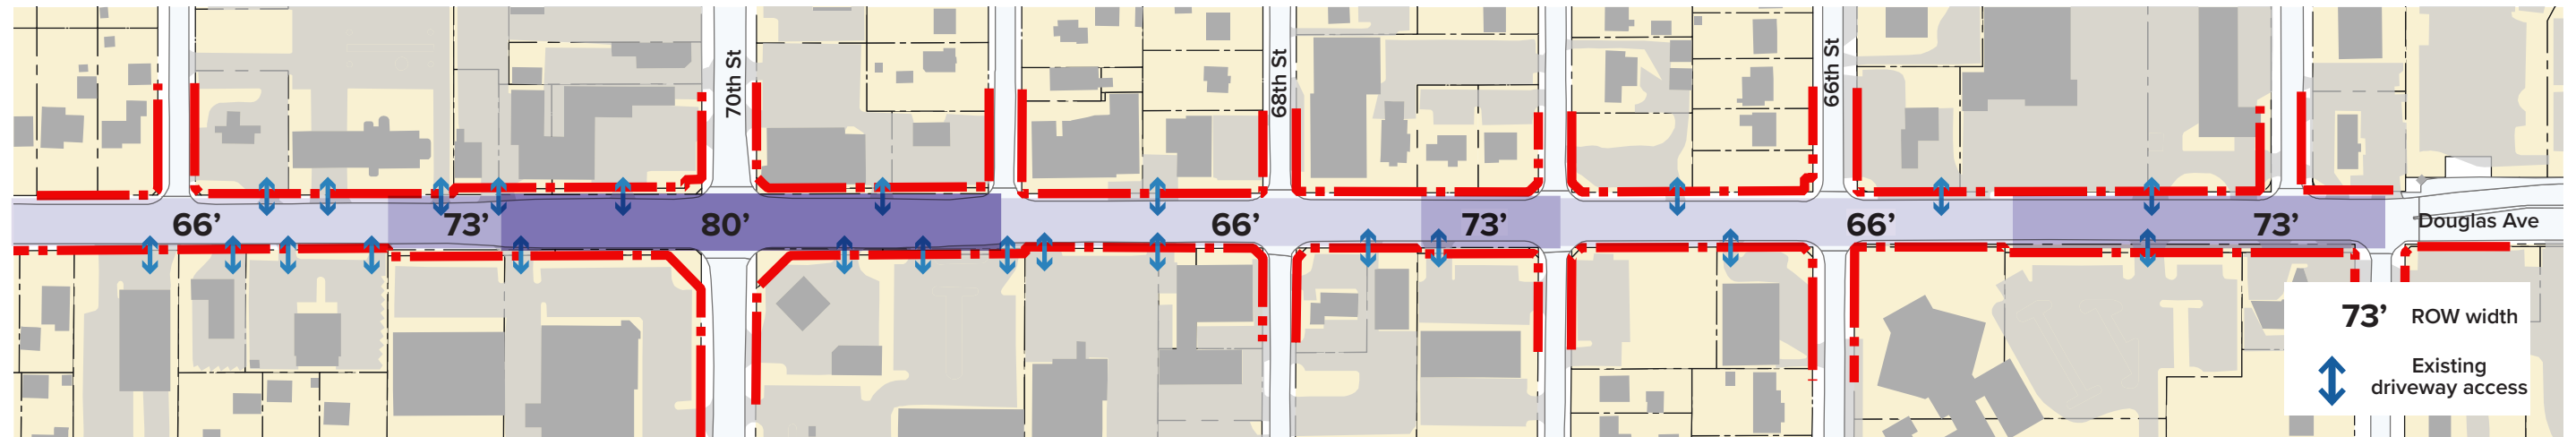 70th St
68th St
66th St
66’
73’
80’
66’
73’
66’
73’
Douglas Ave
73’ ROW width
Existing
driveway access